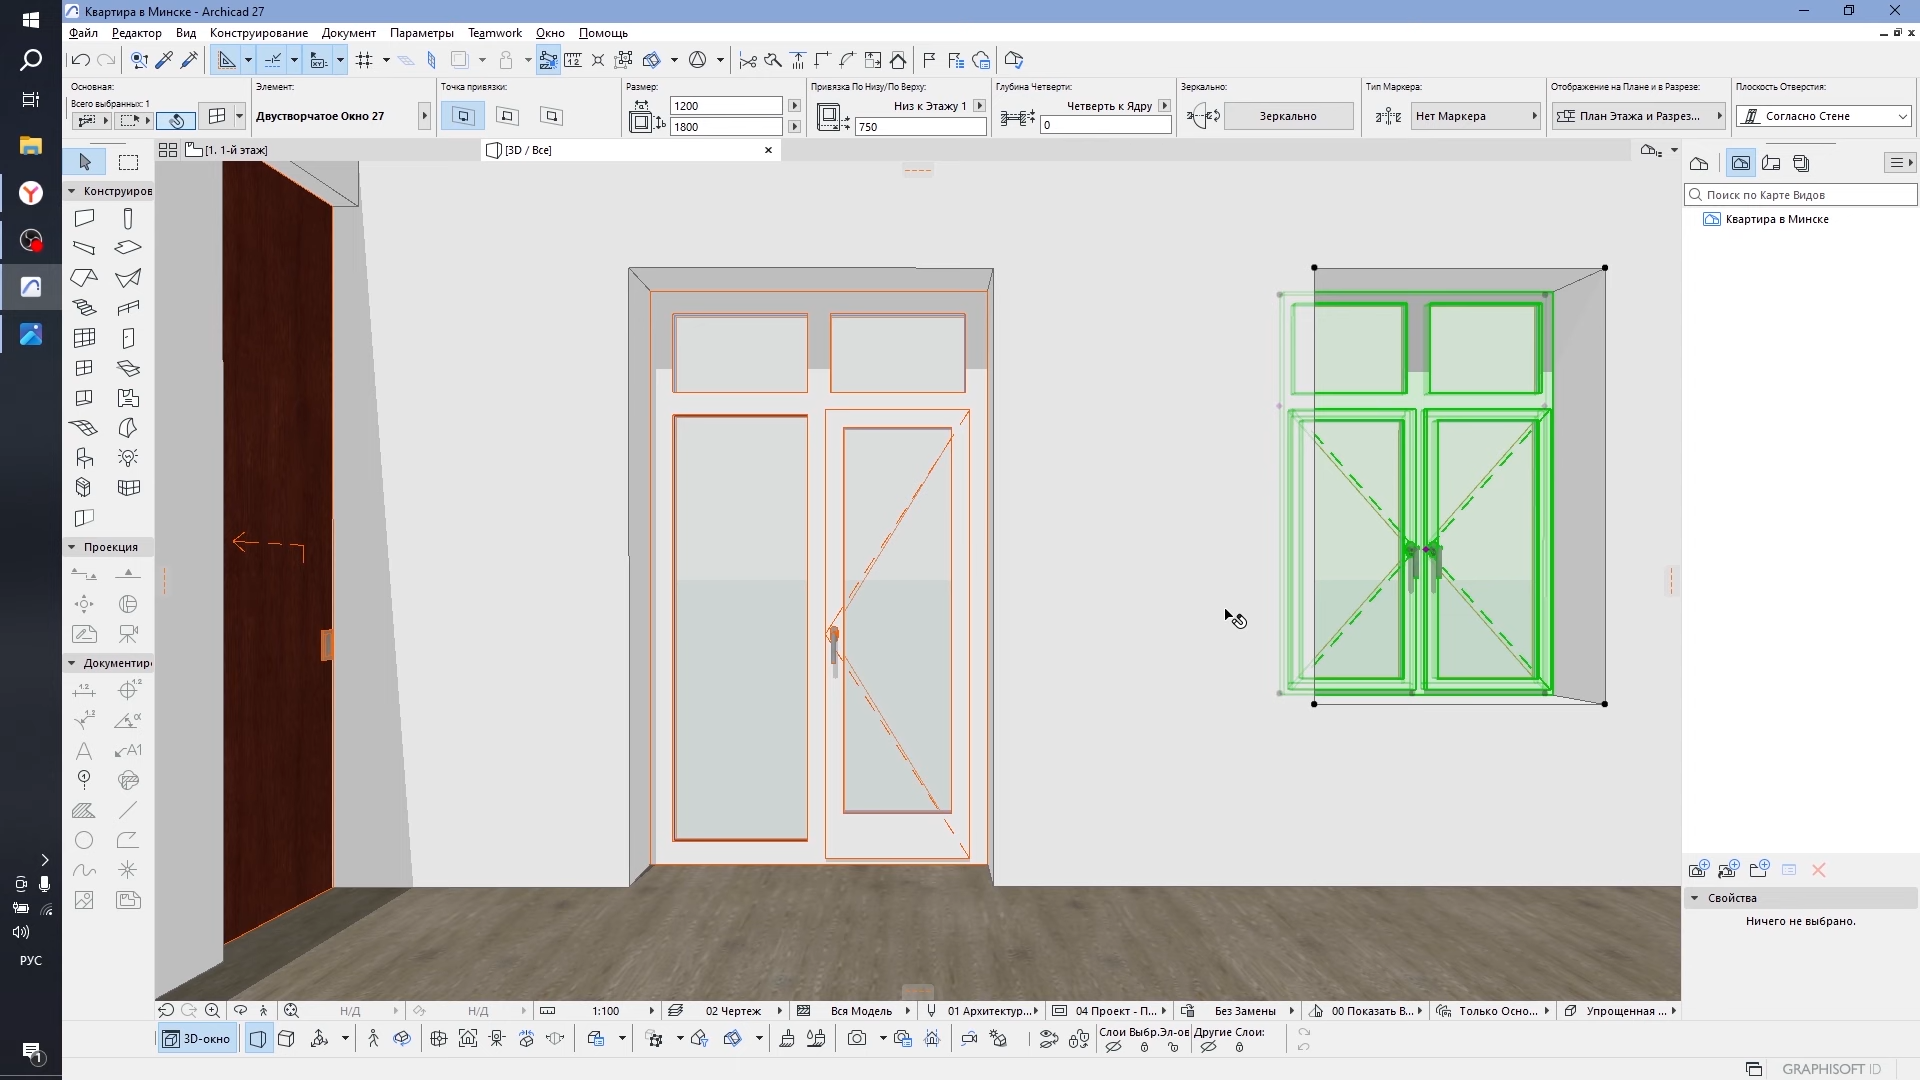 Квартира в Минске - Archicad 27
Файл Редактор Вид Конструирование Документ Параметры Teamwork Окно Помощь
Основная:
Всего выбранных: 1
Элемент:
Двустворчатое Окно 27
Точка привязки:
Размер:
1200
1800
Привязка По Низу/По Верху:
Низ к Этажу 1
750
Глубина Четверти:
Четверть к Ядру
0
Зеркально:
Зеркально
Тип Маркера:
Нет Маркера
Отображение на Плане и в Разрезе:
План Этажа и Разрез...
Плоскость Отверстия:
Согласно Стене
[1. 1-й этаж]
[3D / Все]
Конструиров
Проекция
Документиро
Поиск по Карте Видов
Квартира в Минске
Свойства
Ничего не выбрано.
РУС
Н/Д
Н/Д
1:100
02 Чертеж
Вся Модель
01 Архитектур...
04 Проект - П...
Без Замены
00 Показать В...
Только Осно...
Упрощенная ...
3D-окно
Слои Выбр.Эл-ов
Другие Слои:
GRAPHISOFT ID